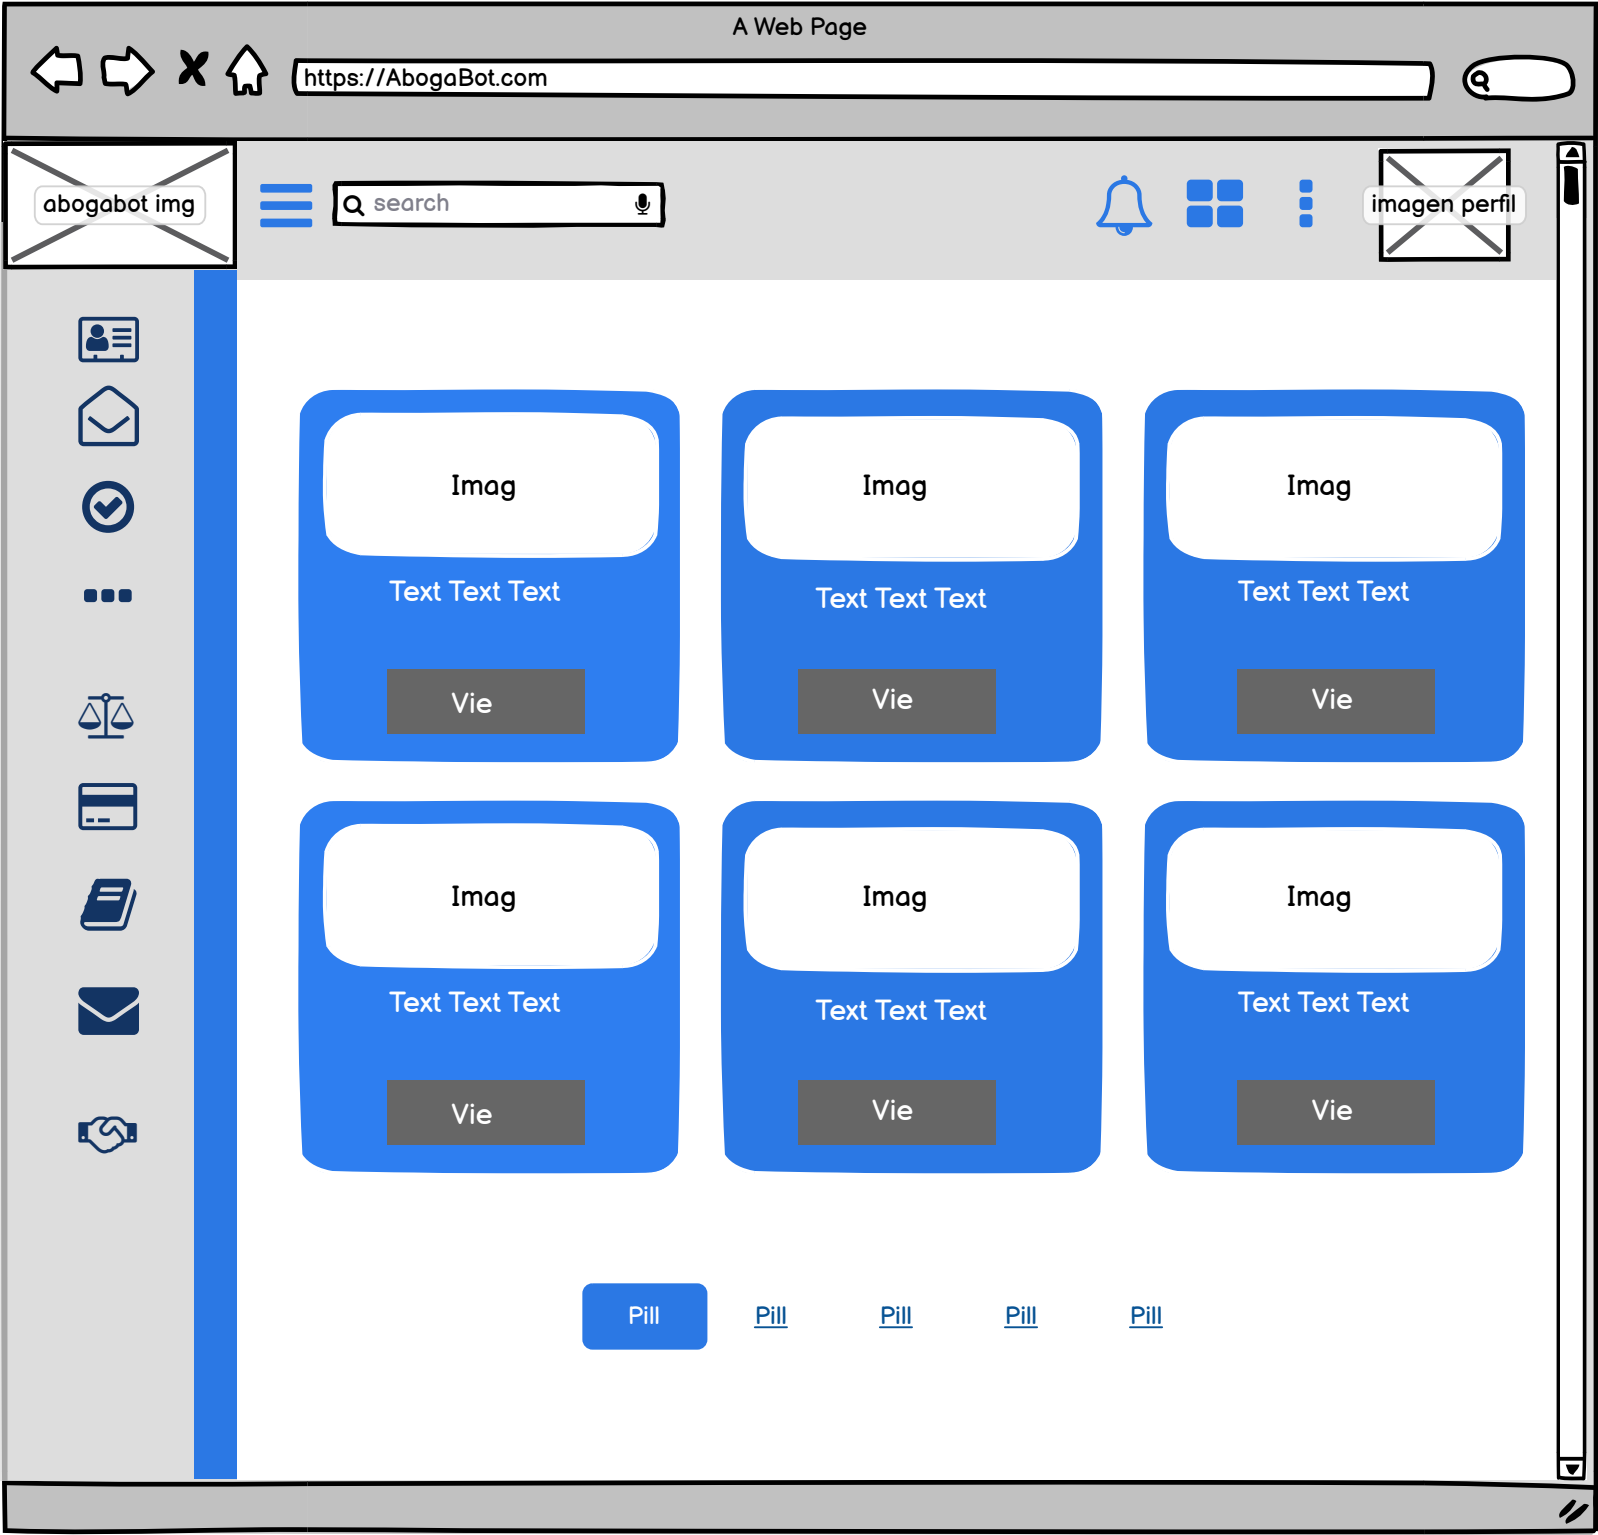 A Web Page
https://AbogaBot.com
abogabot img
search
imagen perfil
Imag
Imag
Imag
Text Text Text
Text Text Text
Text Text Text
Vie
Vie
Vie
Imag
Imag
Imag
Text Text Text
Text Text Text
Text Text Text
Vie
Vie
Vie
Pill
Pill
Pill
Pill
Pill